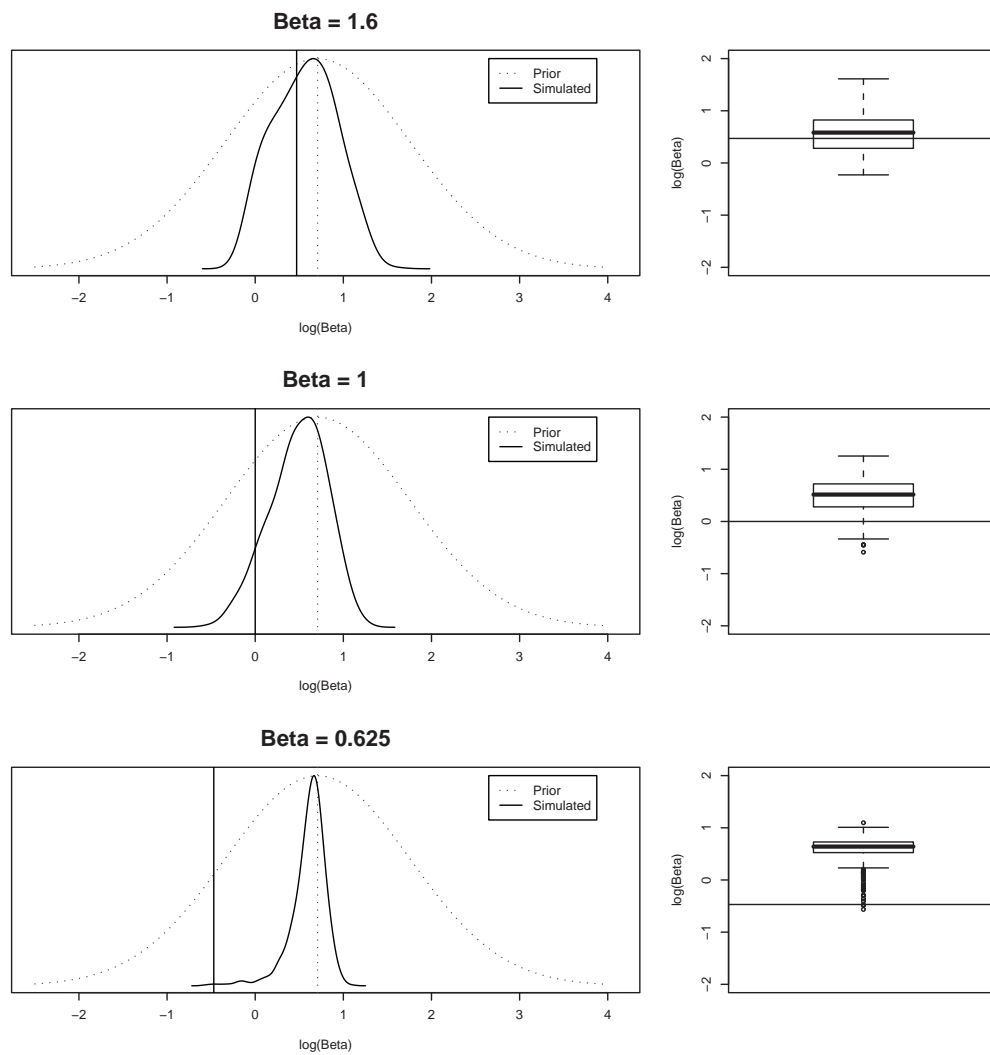 Beta = 1.6
Prior
Simulated
−2 −1 0 1 2 3 4
log(Beta)
2
1
0
−1
−2
log(Beta)
Beta = 1
Prior
Simulated
−2 −1 0 1 2 3 4
log(Beta)
2
1
0
−1
−2
log(Beta)
Beta = 0.625
Prior
Simulated
−2 −1 0 1 2 3 4
log(Beta)
2
1
0
−1
−2
log(Beta)